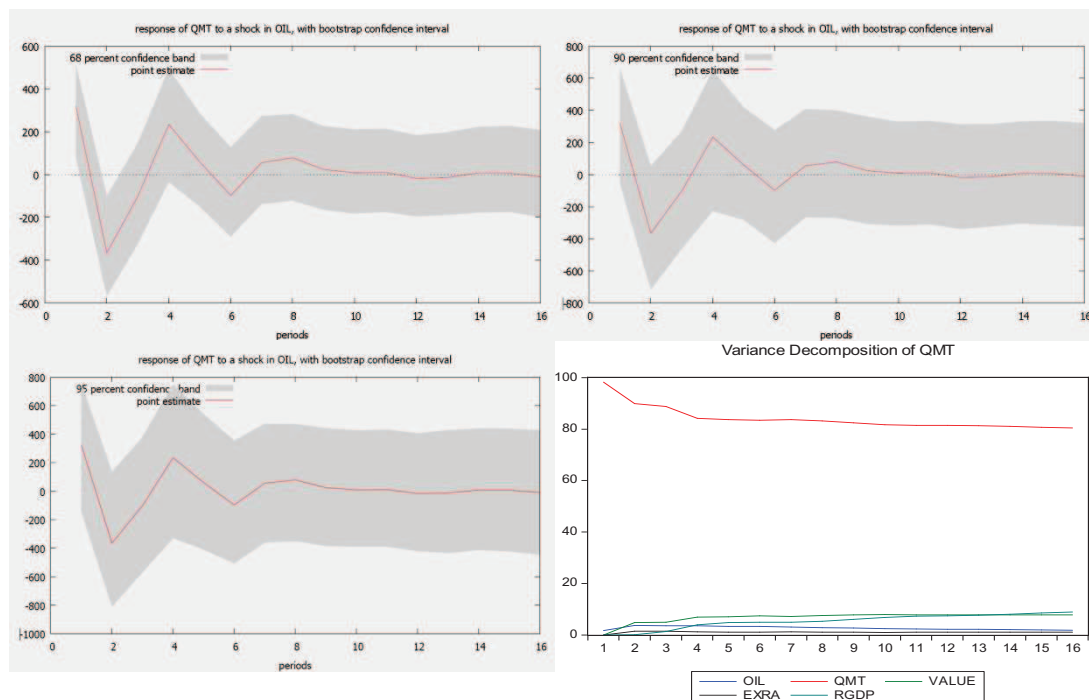 response of QMT to a shock in OIL, with bootstrap confidence interval
600
400
200
0
-200
-400
-600
68 percent confidence band
point estimate
0 2 4 6 8 10 12 14 16
periods
response of QMT to a shock in OIL, with bootstrap confidence interval
800
600
400
200
0
-200
-400
-600
-800
90 percent confidence band
point estimate
0 2 4 6 8 10 12 14 16
periods
response of QMT to a shock in OIL, with bootstrap confidence interval
800
600
400
200
0
-200
-400
-600
-800
-1000
95 percent confidence band
point estimate
0 2 4 6 8 10 12 14 16
periods
Variance Decomposition of QMT
100
80
60
40
20
0
1 2 3 4 5 6 7 8 9 10 11 12 13 14 15 16
OIL QMT VALUE
EXRA RGDP